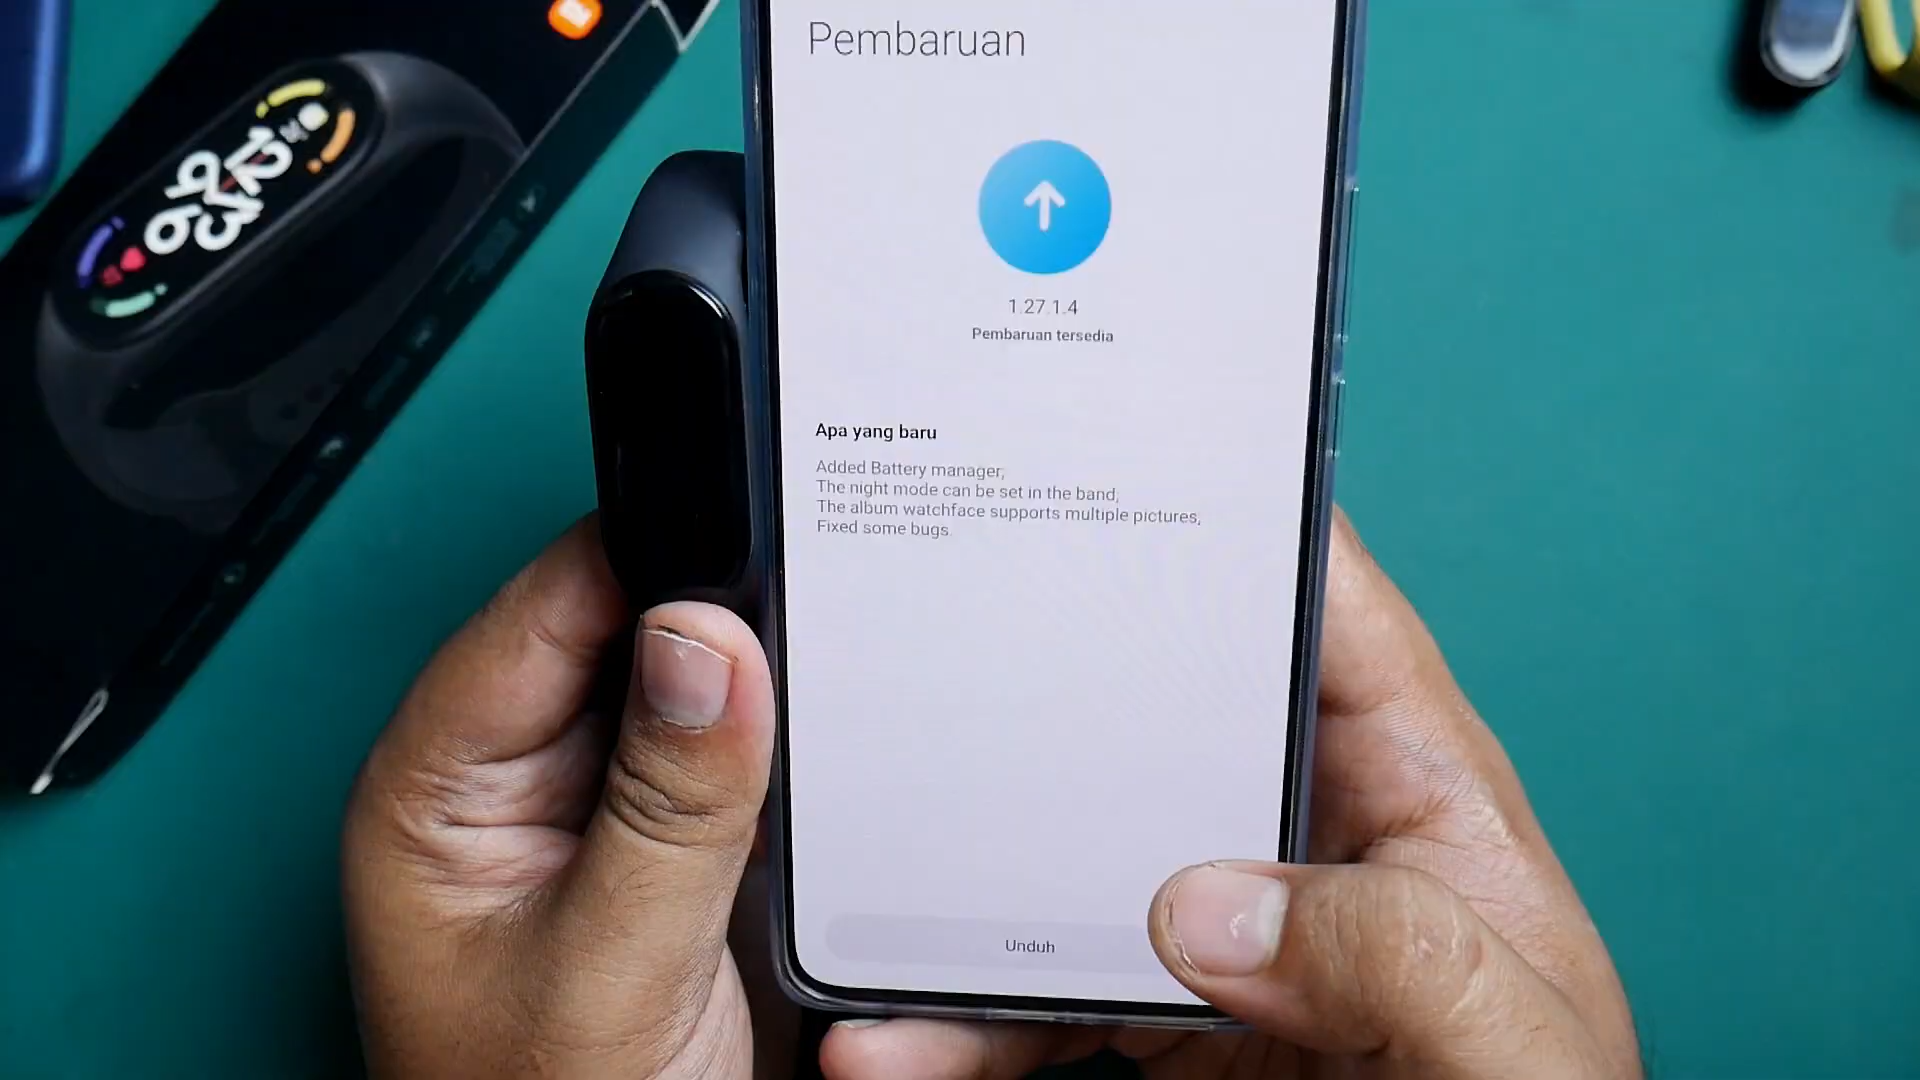 Pembaruan
1.27.1.4
Pembaruan tersedia
Apa yang baru
Added Battery manager;
The night mode can be set in the band,
The album watchface supports multiple pictures,
Fixed some bugs.
Unduh